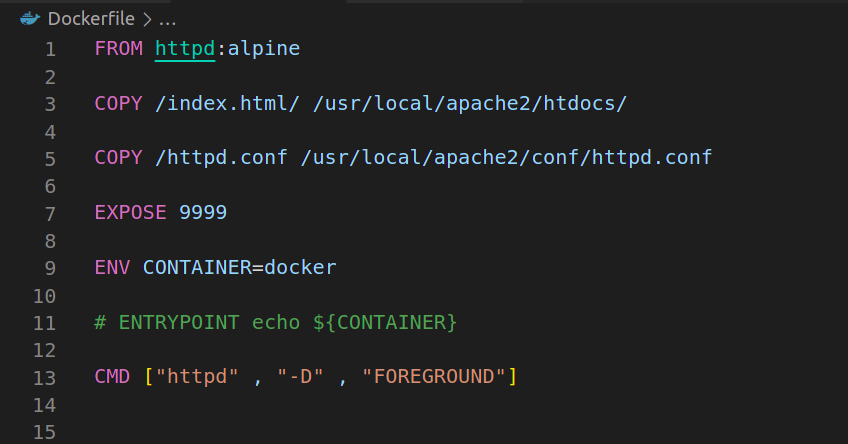 Dockerfile > ...
1 FROM httpd:alpine
2
3 COPY /index.html/ /usr/local/apache2/htdocs/
4
5 COPY /httpd.conf /usr/local/apache2/conf/httpd.conf
6
7 EXPOSE 9999
8
9 ENV CONTAINER=docker
10
11 # ENTRYPOINT echo ${CONTAINER}
12
13 CMD ["httpd" , "-D" , "FOREGROUND"]
14
15